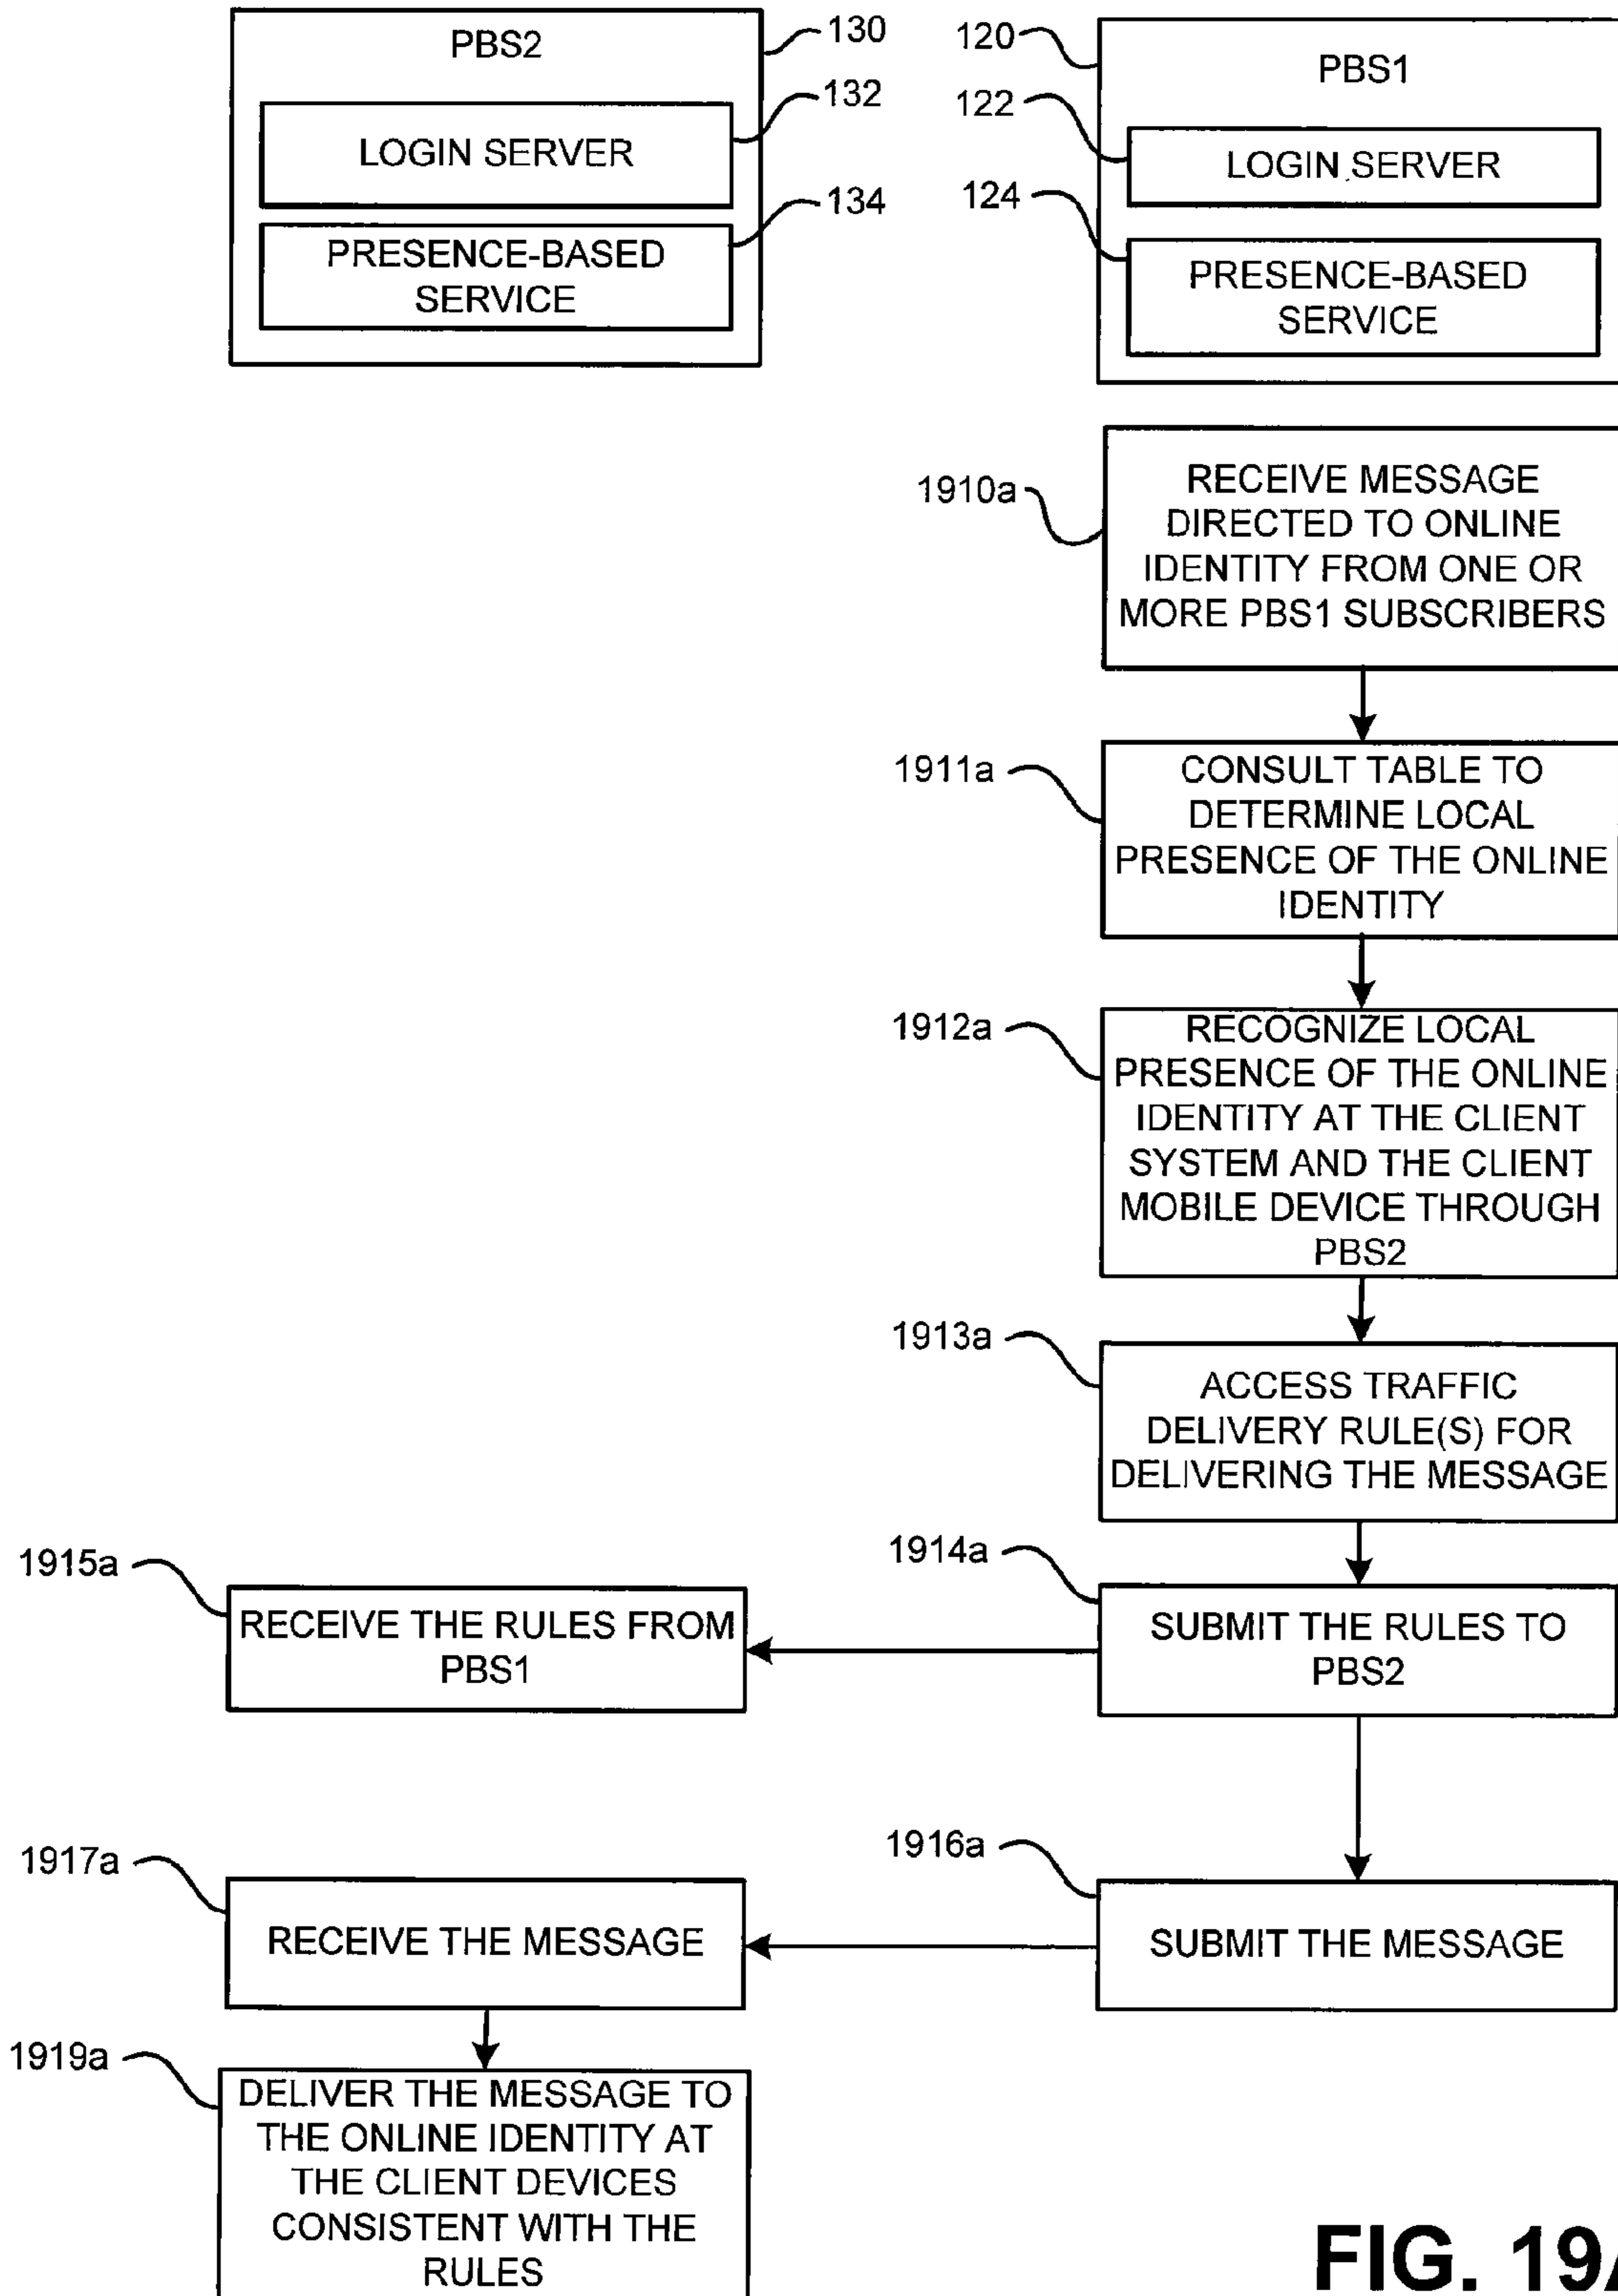 PBS2
130
LOGIN SERVER
132
PRESENCE-BASED
SERVICE
134
120
PBS1
122
LOGIN SERVER
124
PRESENCE-BASED
SERVICE
1910a
RECEIVE MESSAGE
DIRECTED TO ONLINE
IDENTITY FROM ONE OR
MORE PBS1 SUBSCRIBERS
1911a
CONSULT TABLE TO
DETERMINE LOCAL
PRESENCE OF THE ONLINE
IDENTITY
1912a
RECOGNIZE LOCAL
PRESENCE OF THE ONLINE
IDENTITY AT THE CLIENT
SYSTEM AND THE CLIENT
MOBILE DEVICE THROUGH
PBS2
1913a
ACCESS TRAFFIC
DELIVERY RULE(S) FOR
DELIVERING THE MESSAGE
1914a
SUBMIT THE RULES TO
PBS2
1915a
RECEIVE THE RULES FROM
PBS1
1916a
SUBMIT THE MESSAGE
1917a
RECEIVE THE MESSAGE
1919a
DELIVER THE MESSAGE TO
THE ONLINE IDENTITY AT
THE CLIENT DEVICES
CONSISTENT WITH THE
RULES
FIG. 19A